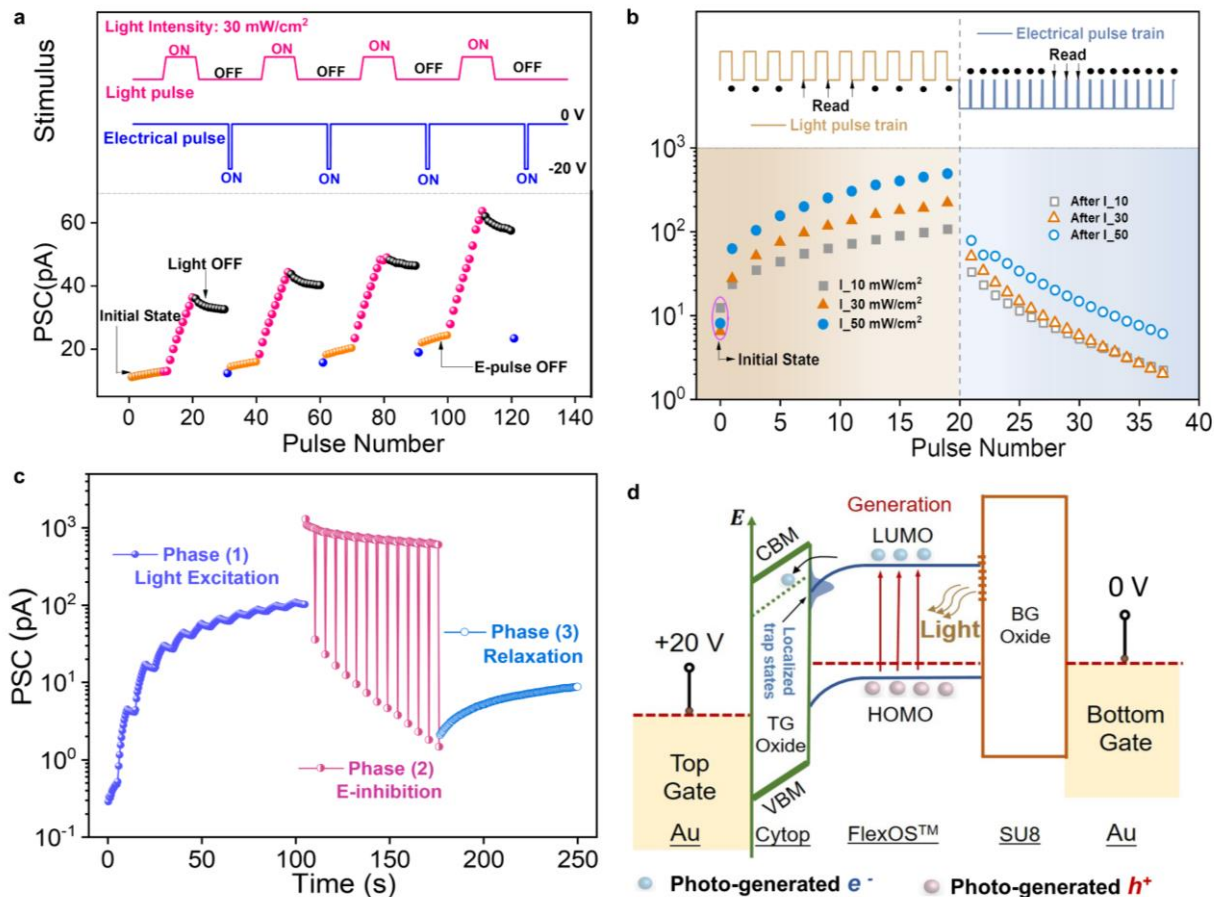 a
Light Intensity: 30 mW/cm²
ON ON ON ON
OFF OFF OFF OFF
Light pulse
Stimulus
0 V
Electrical pulse
-20 V
ON ON ON ON
60
40
20
PSC(pA)
Light OFF
Initial State
E-pulse OFF
0 20 40 60 80 100 120 140
Pulse Number
b
Electrical pulse train
Read
Read
Light pulse train
10³
10²
10¹
10⁰
After I_10
After I_30
After I_50
I_10 mW/cm²
I_30 mW/cm²
I_50 mW/cm²
Initial State
0 5 10 15 20 25 30 35 40
Pulse Number
c
10³
10²
10¹
10⁰
10⁻¹
PSC (pA)
Phase (1)
Light Excitation
Phase (3)
Relaxation
Phase (2)
E-inhibition
0 50 100 150 200 250
Time (s)
d
E
Generation
CBM
LUMO
Light
BG
Oxide
0 V
+20 V
Localized
trap states
HOMO
TG
Oxide
Top
Gate
Bottom
Gate
VBM
Au Cytop FlexOS™ SU8 Au
Photo-generated e⁻ Photo-generated h⁺